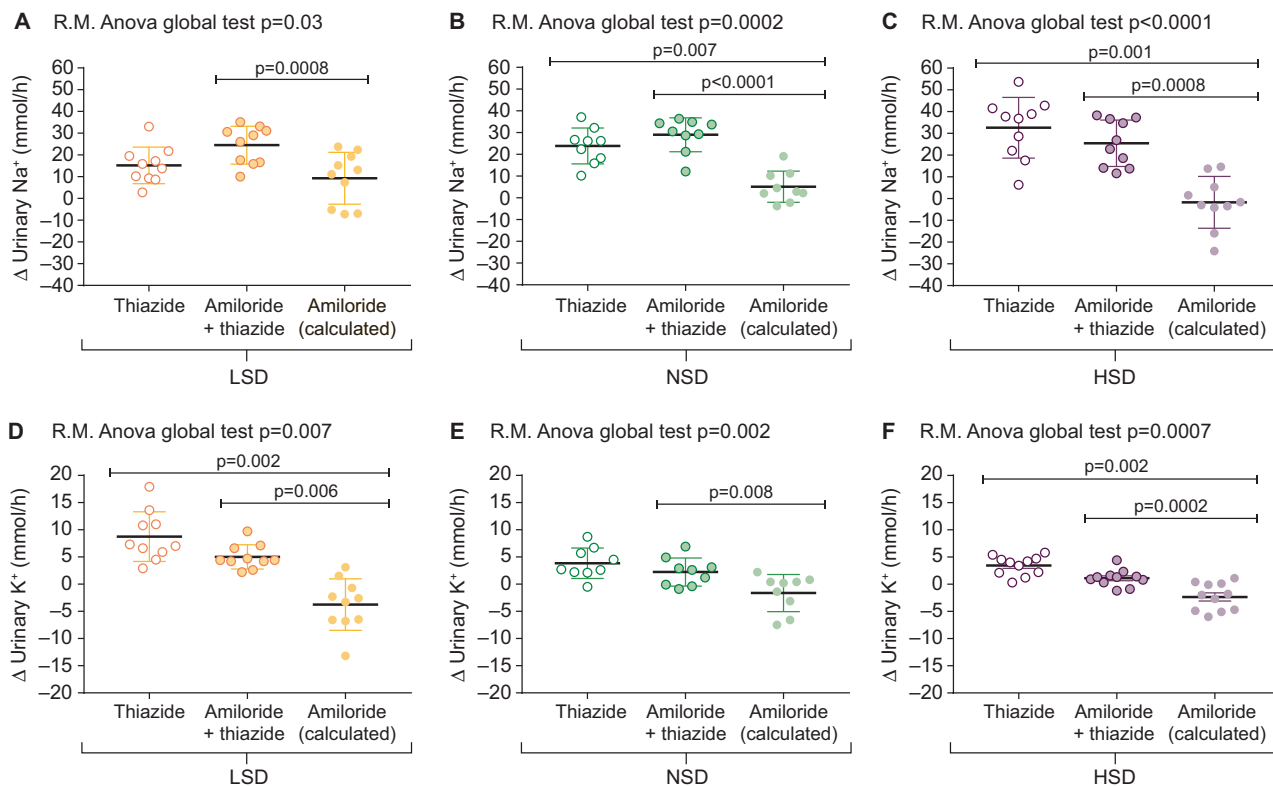 A R.M. Anova global test p=0.03
p=0.0008
Δ Urinary Na⁺ (mmol/h)
60
50
40
30
20
10
0
–10
–20
–30
–40
Thiazide
Amiloride
+ thiazide
Amiloride
(calculated)
LSD
B R.M. Anova global test p=0.0002
p=0.007
p<0.0001
Δ Urinary Na⁺ (mmol/h)
60
50
40
30
20
10
0
–10
–20
–30
–40
Thiazide
Amiloride
+ thiazide
Amiloride
(calculated)
NSD
C R.M. Anova global test p<0.0001
p=0.001
p=0.0008
Δ Urinary Na⁺ (mmol/h)
60
50
40
30
20
10
0
–10
–20
–30
–40
Thiazide
Amiloride
+ thiazide
Amiloride
(calculated)
HSD
D R.M. Anova global test p=0.007
p=0.002
p=0.006
Δ Urinary K⁺ (mmol/h)
20
15
10
5
0
–5
–10
–15
–20
Thiazide
Amiloride
+ thiazide
Amiloride
(calculated)
LSD
E R.M. Anova global test p=0.002
p=0.008
Δ Urinary K⁺ (mmol/h)
20
15
10
5
0
–5
–10
–15
–20
Thiazide
Amiloride
+ thiazide
Amiloride
(calculated)
NSD
F R.M. Anova global test p=0.0007
p=0.002
p=0.0002
Δ Urinary K⁺ (mmol/h)
20
15
10
5
0
–5
–10
–15
–20
Thiazide
Amiloride
+ thiazide
Amiloride
(calculated)
HSD